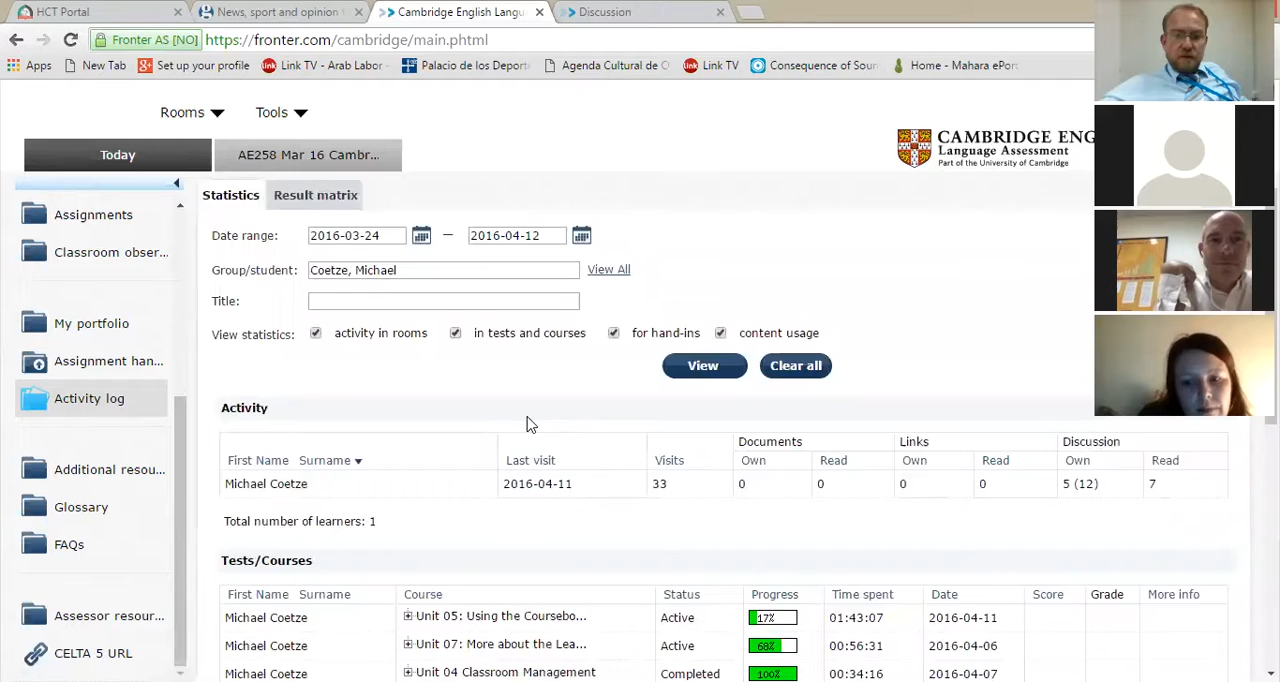 HCT Portal
News, sport and opinion
Cambridge English Langu
Discussion
Fronter AS [NO] https://fronter.com/cambridge/main.phtml
Apps New Tab Set up your profile Link TV - Arab Labor Palacio de Deport Agenda Cultural de Link TV Consequence of Soun Home - Mahara ePort
Rooms Tools
Today AE258 Mar 16 Cambr...
CAMBRIDGE ENG
Language Assessment
Part of the University of Cambridge
Assignments
Classroom obser...
My portfolio
Assignment han...
Activity log
Additional resou...
Glossary
FAQs
Assessor resour...
CELTA 5 URL
Statistics Result matrix
Date range: 2016-03-24 — 2016-04-12
Group/student: Coetze, Michael View All
Title:
View statistics: activity in rooms in tests and courses for hand-ins content usage
View Clear all
Activity
Documents Links Discussion
First Name Surname Last visit Visits Own Read Own Read Own Read
Michael Coetze 2016-04-11 33 0 0 0 0 5 (12) 7
Total number of learners: 1
Tests/Courses
First Name Surname Course Status Progress Time spent Date Score Grade More info
Michael Coetze Unit 05: Using the Coursebo... Active 17% 01:43:07 2016-04-11
Michael Coetze Unit 07: More about the Lea... Active 68% 00:56:31 2016-04-06
Michael Coetze Unit 04 Classroom Management Completed 100% 00:34:16 2016-04-07